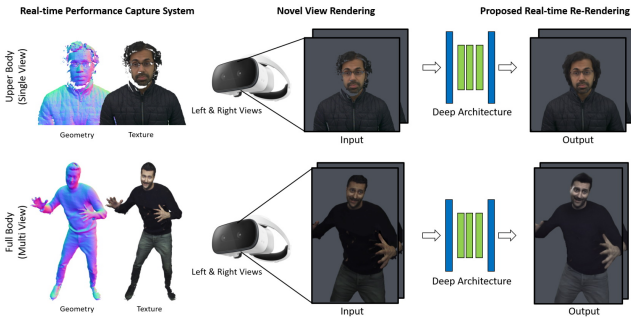 Real-time Performance Capture System
Novel View Rendering
Proposed Real-time Re-Rendering
Upper Body
(Single View)
Geometry
Texture
Left & Right Views
Input
Deep Architecture
Output
Full Body
(Multi View)
Geometry
Texture
Left & Right Views
Input
Deep Architecture
Output